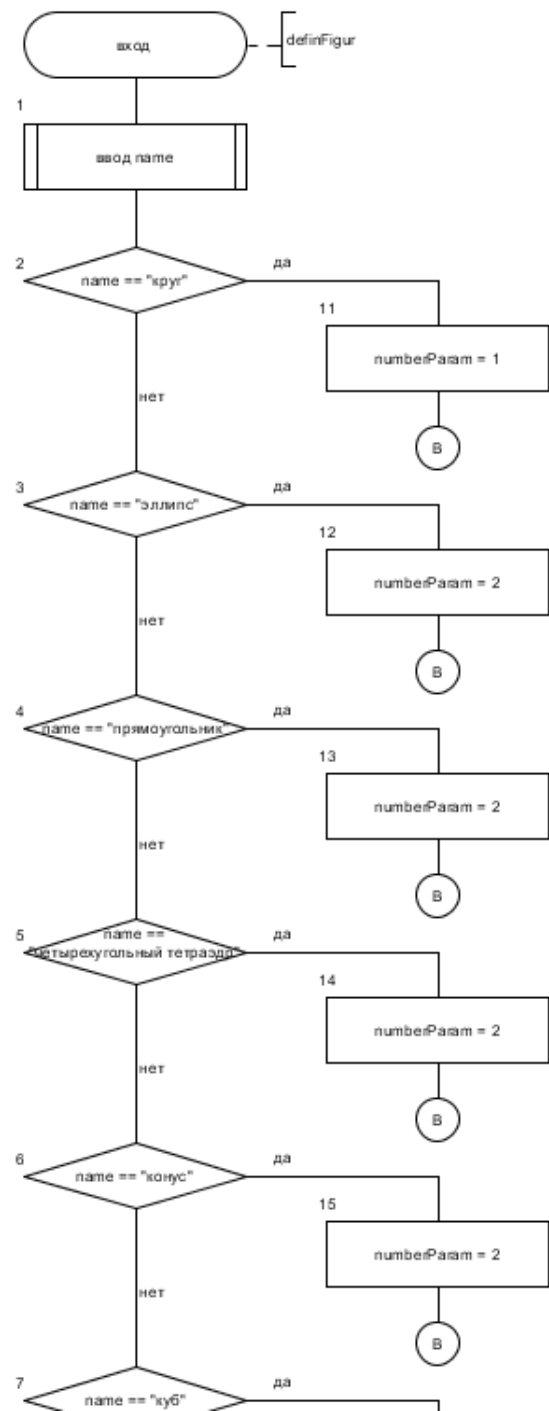 вход
definFigur
1
ввод name
2
name == "круг"
да
11
numberParam = 1
нет
B
3
name == "эллипс"
да
12
numberParam = 2
нет
B
4
name == "прямоугольник"
да
13
numberParam = 2
нет
B
5
name ==
"четырехугольный тетраэдр"
да
14
numberParam = 2
нет
B
6
name == "конус"
да
15
numberParam = 2
нет
B
7
name == "куб"
да